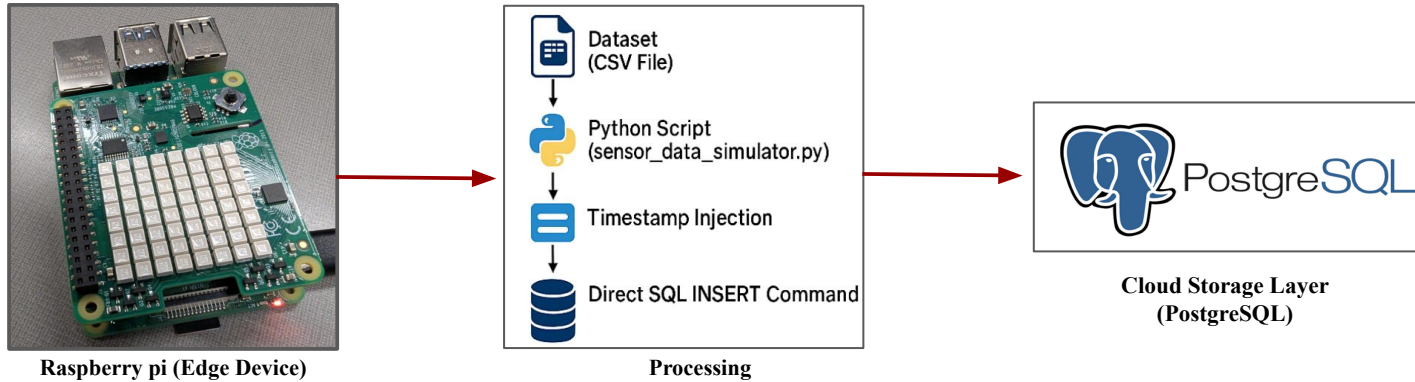 Dataset
(CSV File)
Python Script
(sensor_data_simulator.py)
Timestamp Injection
Direct SQL INSERT Command
PostgreSQL
Cloud Storage Layer
(PostgreSQL)
Raspberry pi (Edge Device)
Processing